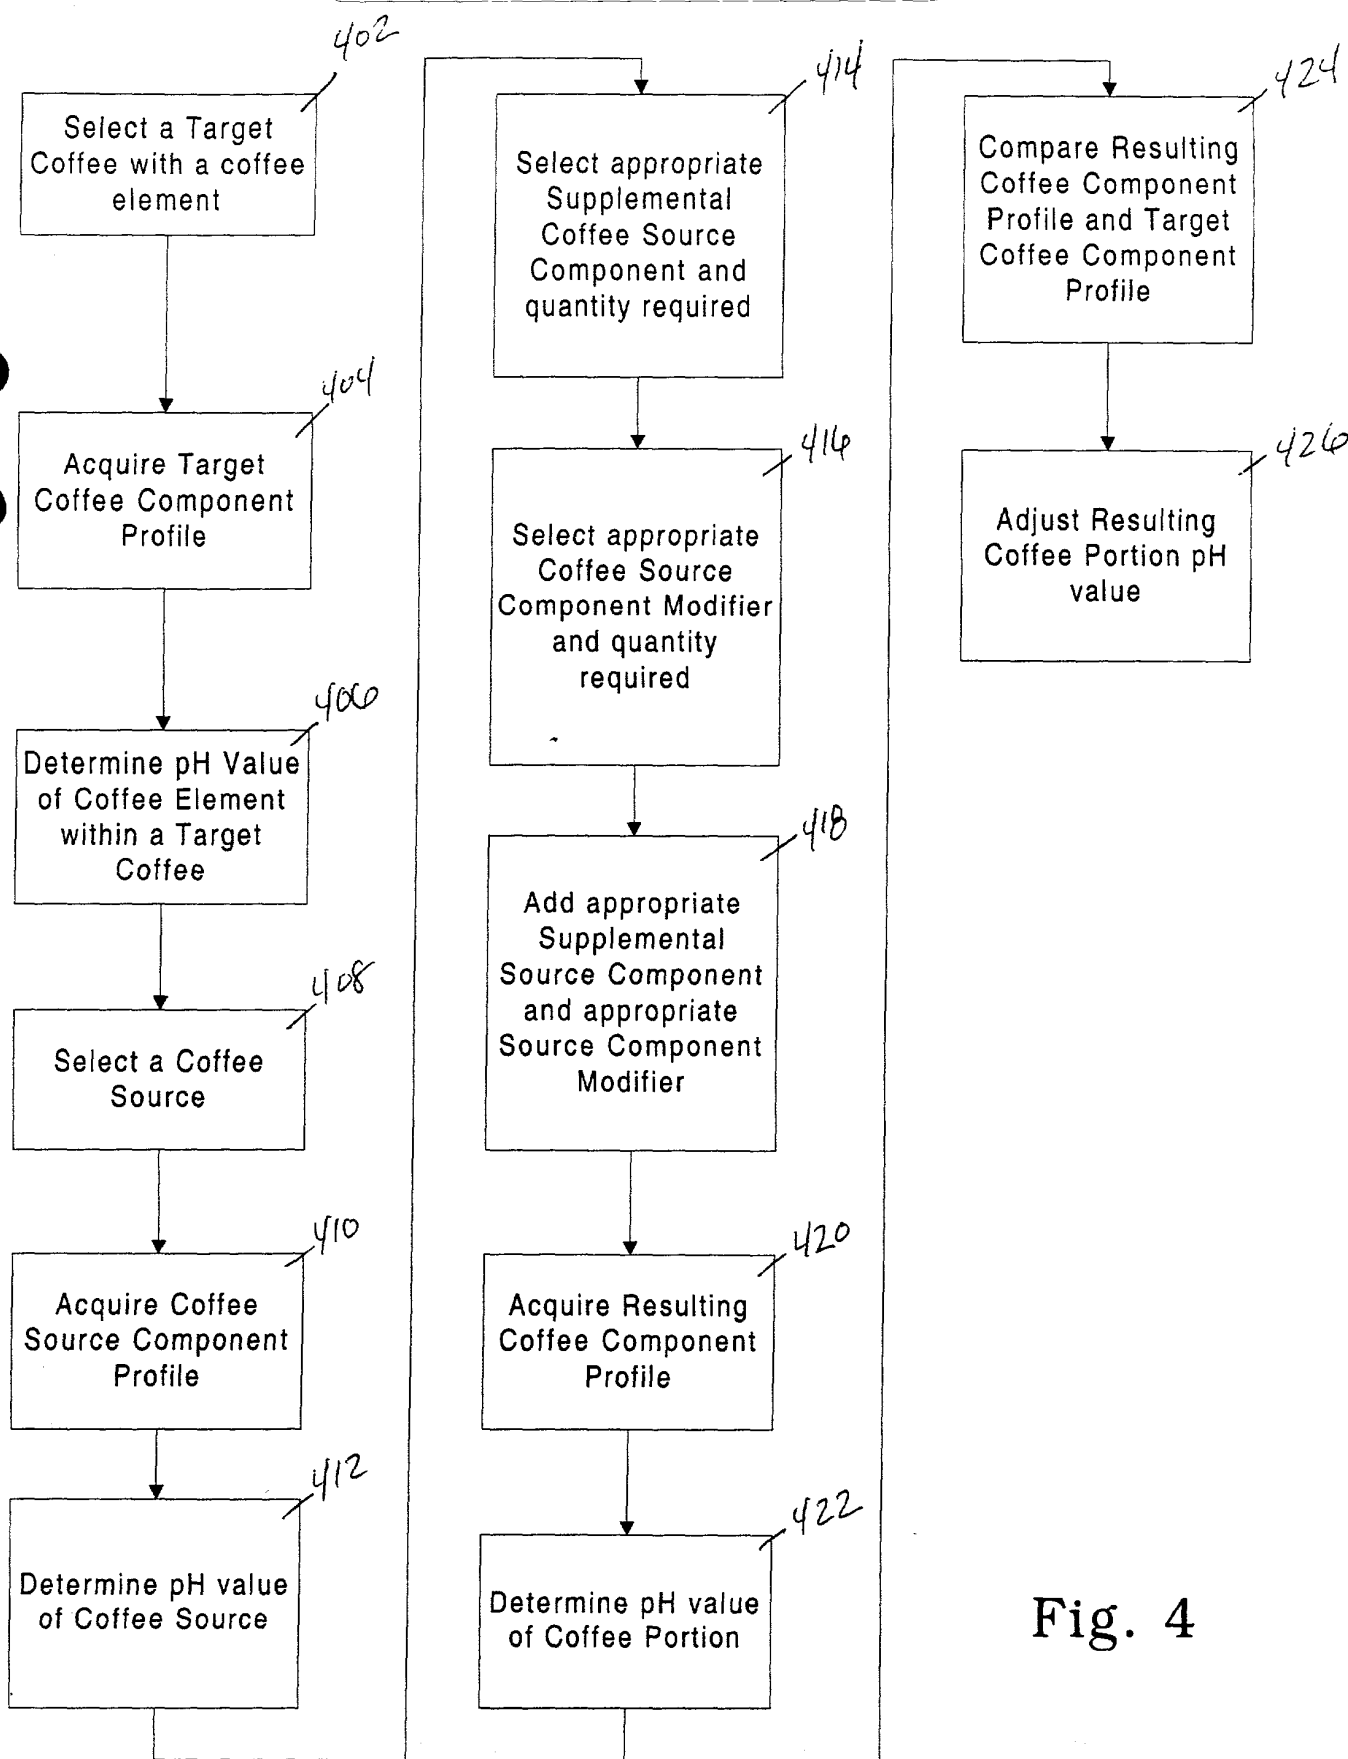 402
Select a Target
Coffee with a coffee
element
404
Acquire Target
Coffee Component
Profile
406
Determine pH Value
of Coffee Element
within a Target
Coffee
408
Select a Coffee
Source
410
Acquire Coffee
Source Component
Profile
412
Determine pH value
of Coffee Source
414
Select appropriate
Supplemental
Coffee Source
Component and
quantity required
416
Select appropriate
Coffee Source
Component Modifier
and quantity
required
418
Add appropriate
Supplemental
Source Component
and appropriate
Source Component
Modifier
420
Acquire Resulting
Coffee Component
Profile
422
Determine pH value
of Coffee Portion
424
Compare Resulting
Coffee Component
Profile and Target
Coffee Component
Profile
426
Adjust Resulting
Coffee Portion pH
value
Fig. 4